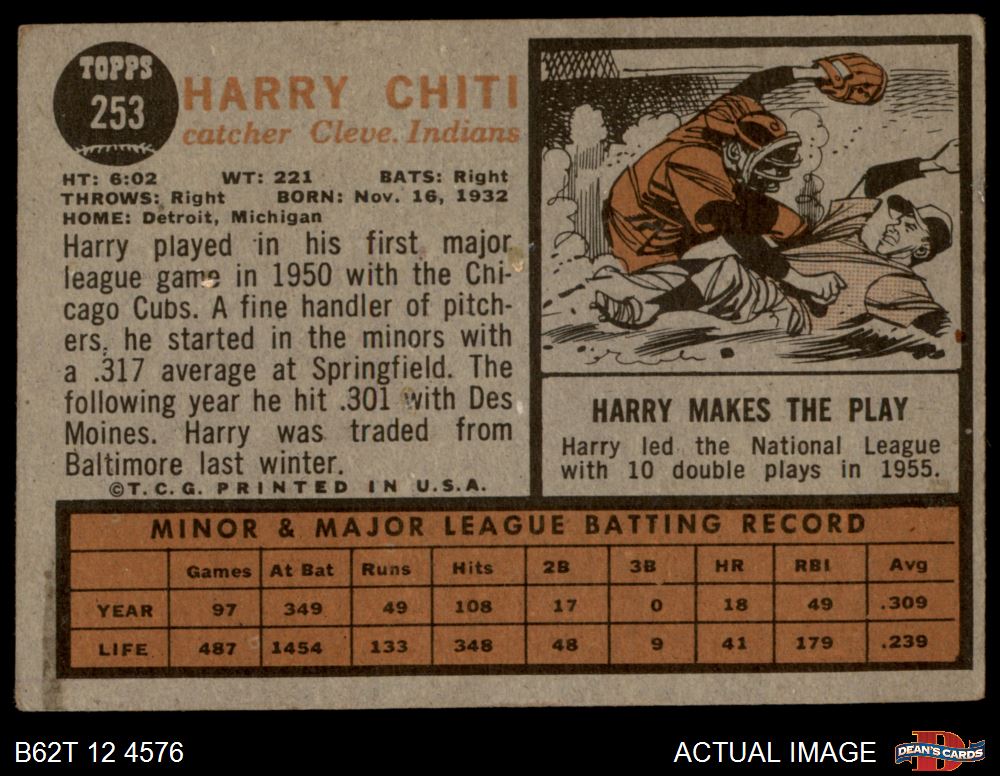 TOPPS
253
HARRY CHITI
catcher Cleve. Indians
HT: 6:02 WT: 221 BATS: Right
THROWS: Right BORN: Nov. 16, 1932
HOME: Detroit, Michigan
Harry played in his first major
league game in 1950 with the Chi-
cago Cubs. A fine handler of pitch-
ers, he started in the minors with
a .317 average at Springfield. The
following year he hit .301 with Des
Moines. Harry was traded from
Baltimore last winter.
©T.C.G. PRINTED IN U.S.A.
HARRY MAKES THE PLAY
Harry led the National League
with 10 double plays in 1955.
MINOR & MAJOR LEAGUE BATTING RECORD
Games At Bat Runs Hits 2B 3B HR RBI Avg
YEAR 97 349 49 108 17 0 18 49 .309
LIFE 487 1454 133 348 48 9 41 179 .239
B62T 12 4576
ACTUAL IMAGE
D
DEAN'S CARDS